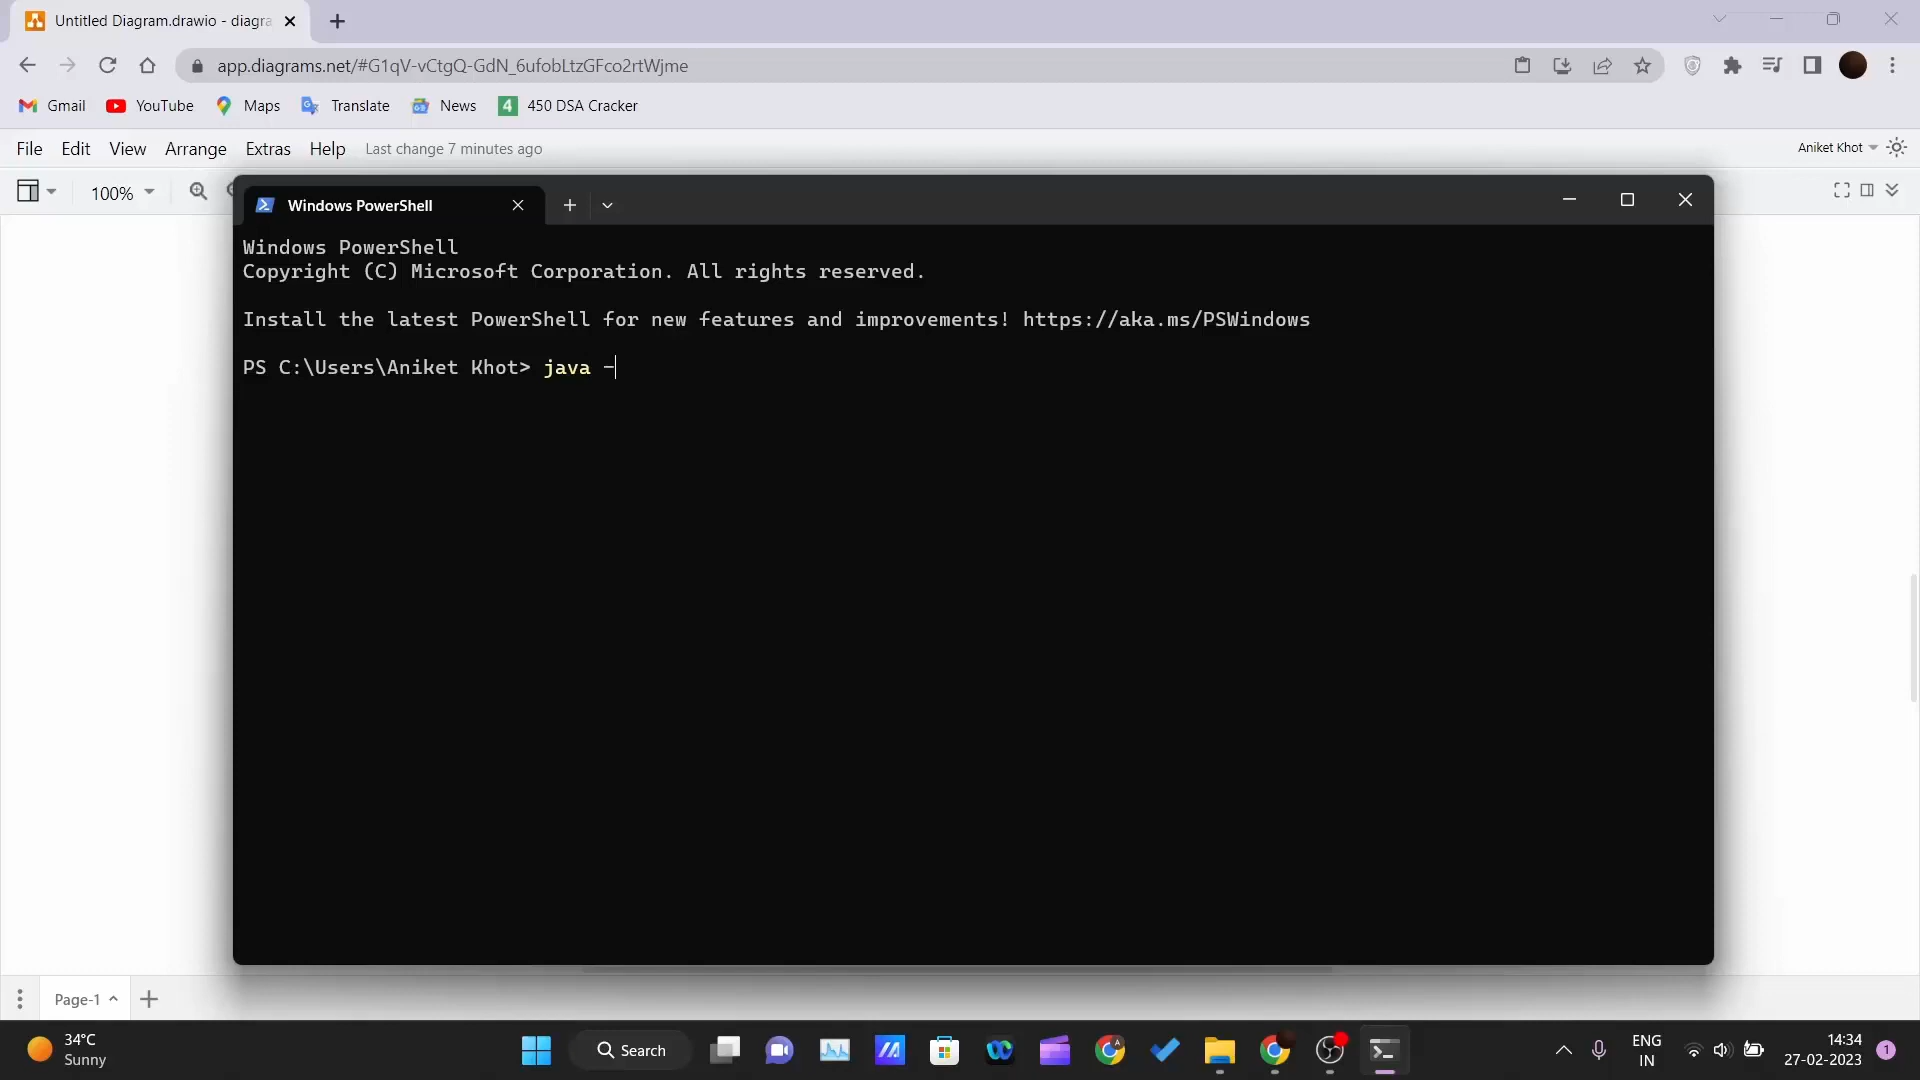 Untitled Diagram.drawio - diagra
app.diagrams.net/#G1qV-vCtgQ-GdN_6ufobLtzGFco2rtWjme
Gmail YouTube Maps Translate News 4 450 DSA Cracker
File Edit View Arrange Extras Help Last change 7 minutes ago Aniket Khot
100%
Windows PowerShell
Windows PowerShell
Copyright (C) Microsoft Corporation. All rights reserved.
Install the latest PowerShell for new features and improvements! https://aka.ms/PSWindows
PS C:\Users\Aniket Khot> java -
Page-1
34°C
Sunny
Search
A
ENG
IN
14:34
27-02-2023
1